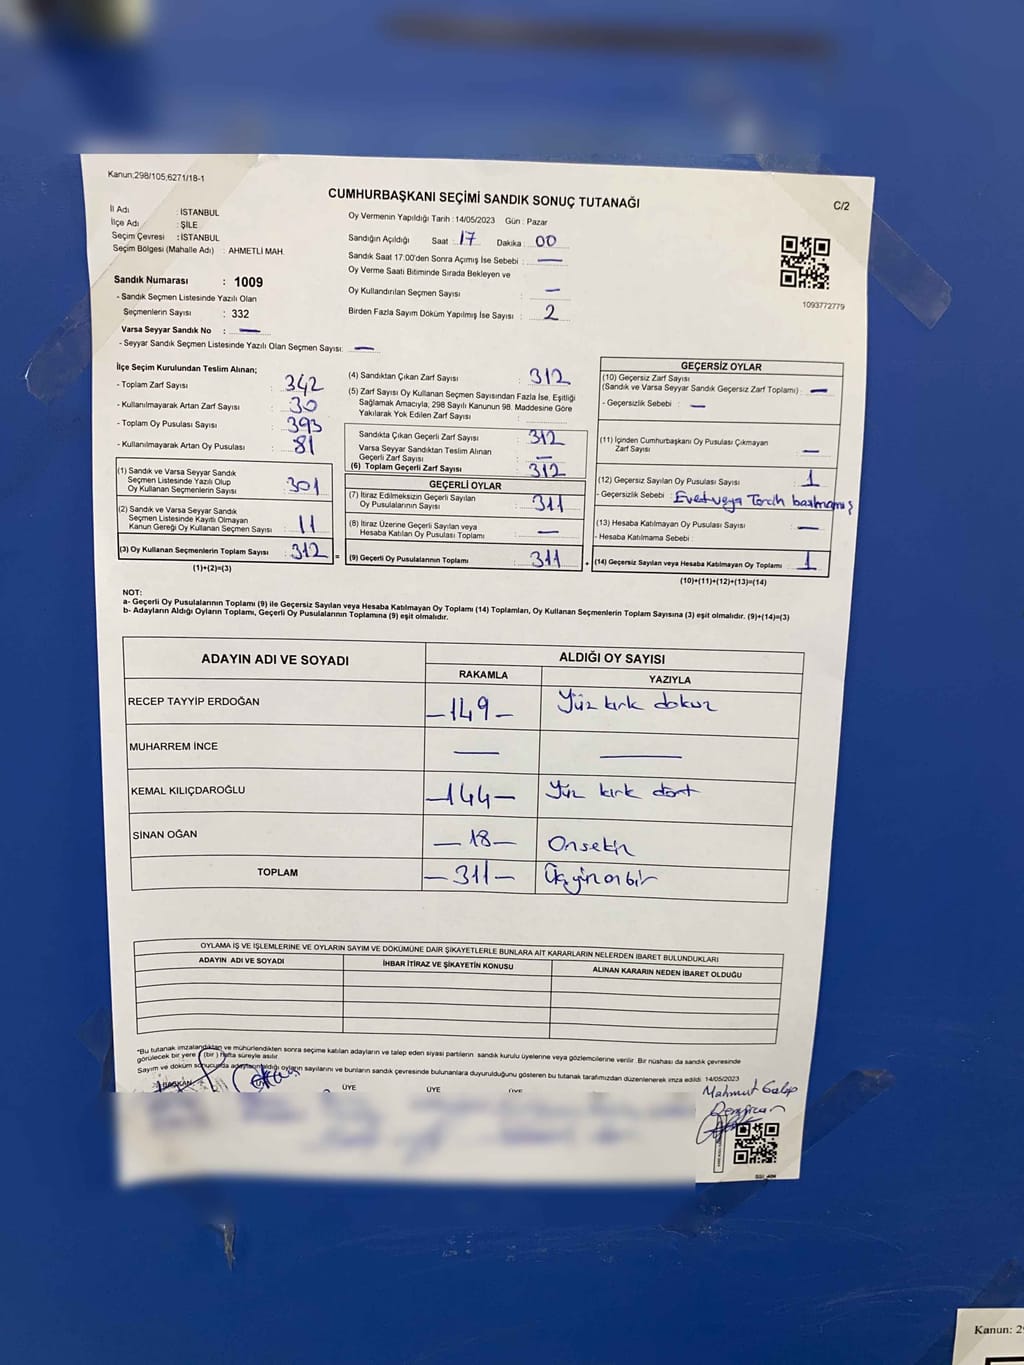 Kanun:298/105,6271/18-1
CUMHURBAŞKANI SEÇİMİ SANDIK SONUÇ TUTANAĞI
C/2
İl Adı : İSTANBUL
İlçe Adı : ŞİLE
Seçim Çevresi : İSTANBUL
Seçim Bölgesi (Mahalle Adı) : AHMETLİ MAH.
Oy Vermenin Yapıldığı Tarih : 14/05/2023 Gün : Pazar
Sandığın Açıldığı Saat : 17 Dakika : 00
Sandık Saat 17:00'den Sonra Açımış İse Sebebi : —
Oy Verme Saati Bitiminde Sırada Bekleyen ve
Oy Kullandırılan Seçmen Sayısı : —
Birden Fazla Sayım Döküm Yapılmış İse Sayısı : 2
1093772779
Sandık Numarası : 1009
- Sandık Seçmen Listesinde Yazılı Olan
Seçmenlerin Sayısı : 332
Varsa Seyyar Sandık No : —
- Seyyar Sandık Seçmen Listesinde Yazılı Olan Seçmen Sayısı: —
İlçe Seçim Kurulundan Teslim Alınan;
- Toplam Zarf Sayısı : 342
- Kullanılmayarak Artan Zarf Sayısı : 30
- Toplam Oy Pusulası Sayısı : 393
- Kullanılmayarak Artan Oy Pusulası : 81
(1) Sandık ve Varsa Seyyar Sandık
Seçmen Listesinde Yazılı Olup
Oy Kullanan Seçmenlerin Sayısı : 301
(2) Sandık ve Varsa Seyyar Sandık
Seçmen Listesinde Kayıtlı Olmayan
Kanun Gereği Oy Kullanan Seçmen Sayısı : 11
(3) Oy Kullanan Seçmenlerin Toplam Sayısı : 312 =
(1)+(2)=(3)
(4) Sandıktan Çıkan Zarf Sayısı : 312
(5) Zarf Sayısı Oy Kullanan Seçmen Sayısından Fazla İse, Eşitliği
Sağlamak Amacıyla, 298 Sayılı Kanunun 98. Maddesine Göre
Yakılarak Yok Edilen Zarf Sayısı :
Sandıkta Çıkan Geçerli Zarf Sayısı : 312
Varsa Seyyar Sandıktan Teslim Alınan
Geçerli Zarf Sayısı : —
(6) Toplam Geçerli Zarf Sayısı : 312
GEÇERLİ OYLAR
(7) İtiraz Edilmeksizin Geçerli Sayılan
Oy Pusulalarının Sayısı : 311
(8) İtiraz Üzerine Geçerli Sayılan veya
Hesaba Katılan Oy Pusulası Toplamı : —
(9) Geçerli Oy Pusulalarının Toplamı : 311 +
GEÇERSİZ OYLAR
(10) Geçersiz Zarf Sayısı
(Sandık ve Varsa Seyyar Sandık Geçersiz Zarf Toplamı) : —
- Geçersizlik Sebebi : —
(11) İçinden Cumhurbaşkanı Oy Pusulası Çıkmayan
Zarf Sayısı : —
(12) Geçersiz Sayılan Oy Pusulası Sayısı : 1
- Geçersizlik Sebebi : Evet veya Tercih basılmamış
(13) Hesaba Katılmayan Oy Pusulası Sayısı : —
- Hesaba Katılmama Sebebi :
(14) Geçersiz Sayılan veya Hesaba Katılmayan Oy Toplamı : 1
(10)+(11)+(12)+(13)=(14)
NOT:
a- Geçerli Oy Pusulalarının Toplamı (9) ile Geçersiz Sayılan veya Hesaba Katılmayan Oy Toplamı (14) Toplamları, Oy Kullanan Seçmenlerin Toplam Sayısına (3) eşit olmalıdır. (9)+(14)=(3)
b- Adayların Aldığı Oyların Toplamı, Geçerli Oy Pusulalarının Toplamına (9) eşit olmalıdır.
ADAYIN ADI VE SOYADI ALDIĞI OY SAYISI
RAKAMLA YAZIYLA
RECEP TAYYİP ERDOĞAN —149— Yüz kırk dokuz
MUHARREM İNCE — —
KEMAL KILIÇDAROĞLU —144— Yüz kırk dört
SİNAN OĞAN —18— Onsekiz
TOPLAM —311— Üçyüz on bir
OYLAMA İŞ VE İŞLEMLERİNE VE OYLARIN SAYIM VE DÖKÜMÜNE DAİR ŞİKAYETLERLE BUNLARA AİT KARARLARIN NELERDEN İBARET BULUNDUKLARI
ADAYIN ADI VE SOYADI İHBAR İTİRAZ VE ŞİKAYETİN KONUSU ALINAN KARARIN NEDEN İBARET OLDUĞU
"Bu tutanak imzalandıktan ve mühürlendikten sonra seçime katılan adayların ve talep eden siyasi partilerin sandık kurulu üyelerine veya gözlemcilerine verilir. Bir nüshası da sandık çevresinde
görülecek bir yere (bir) hafta süreyle asılır.
Sayım ve döküm sonucunda adayların aldığı oyların sayılarını ve bunların sandık çevresinde bulunanlara duyurulduğunu gösteren bu tutanak tarafımızdan düzenlenerek imza edildi. 14/05/2023
BAŞKAN ÜYE ÜYE ÜYE
Mahmut Galip
Kanun: 29